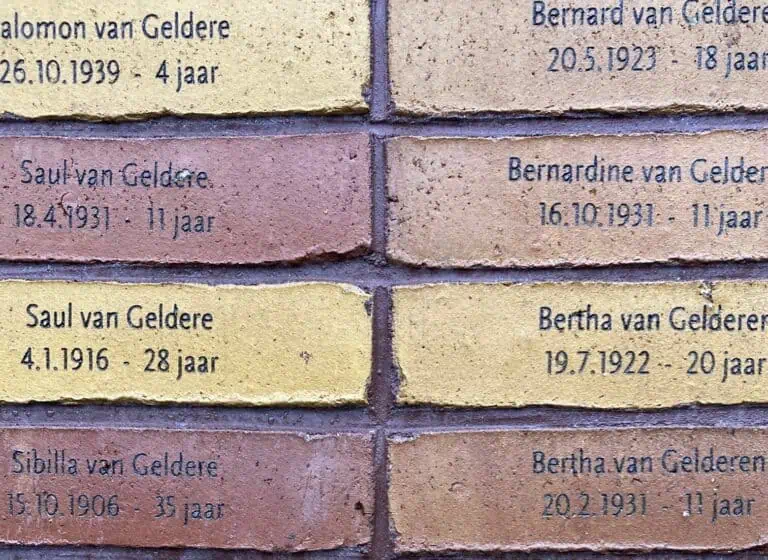 alomon van Geldere
26.10.1939 - 4 jaar
Saul van Geldere
18.4.1931 - 11 jaar
Saul van Geldere
4.1.1916 - 28 jaar
Sibilla van Geldere
15.10.1906 - 35 jaar
Bernard van Geldere
20.5.1923 - 18 jaar
Bernardine van Gelder
16.10.1931 - 11 jaar
Bertha van Gelderen
19.7.1922 - 20 jaar
Bertha van Gelderen
20.2.1931 - 11 jaar